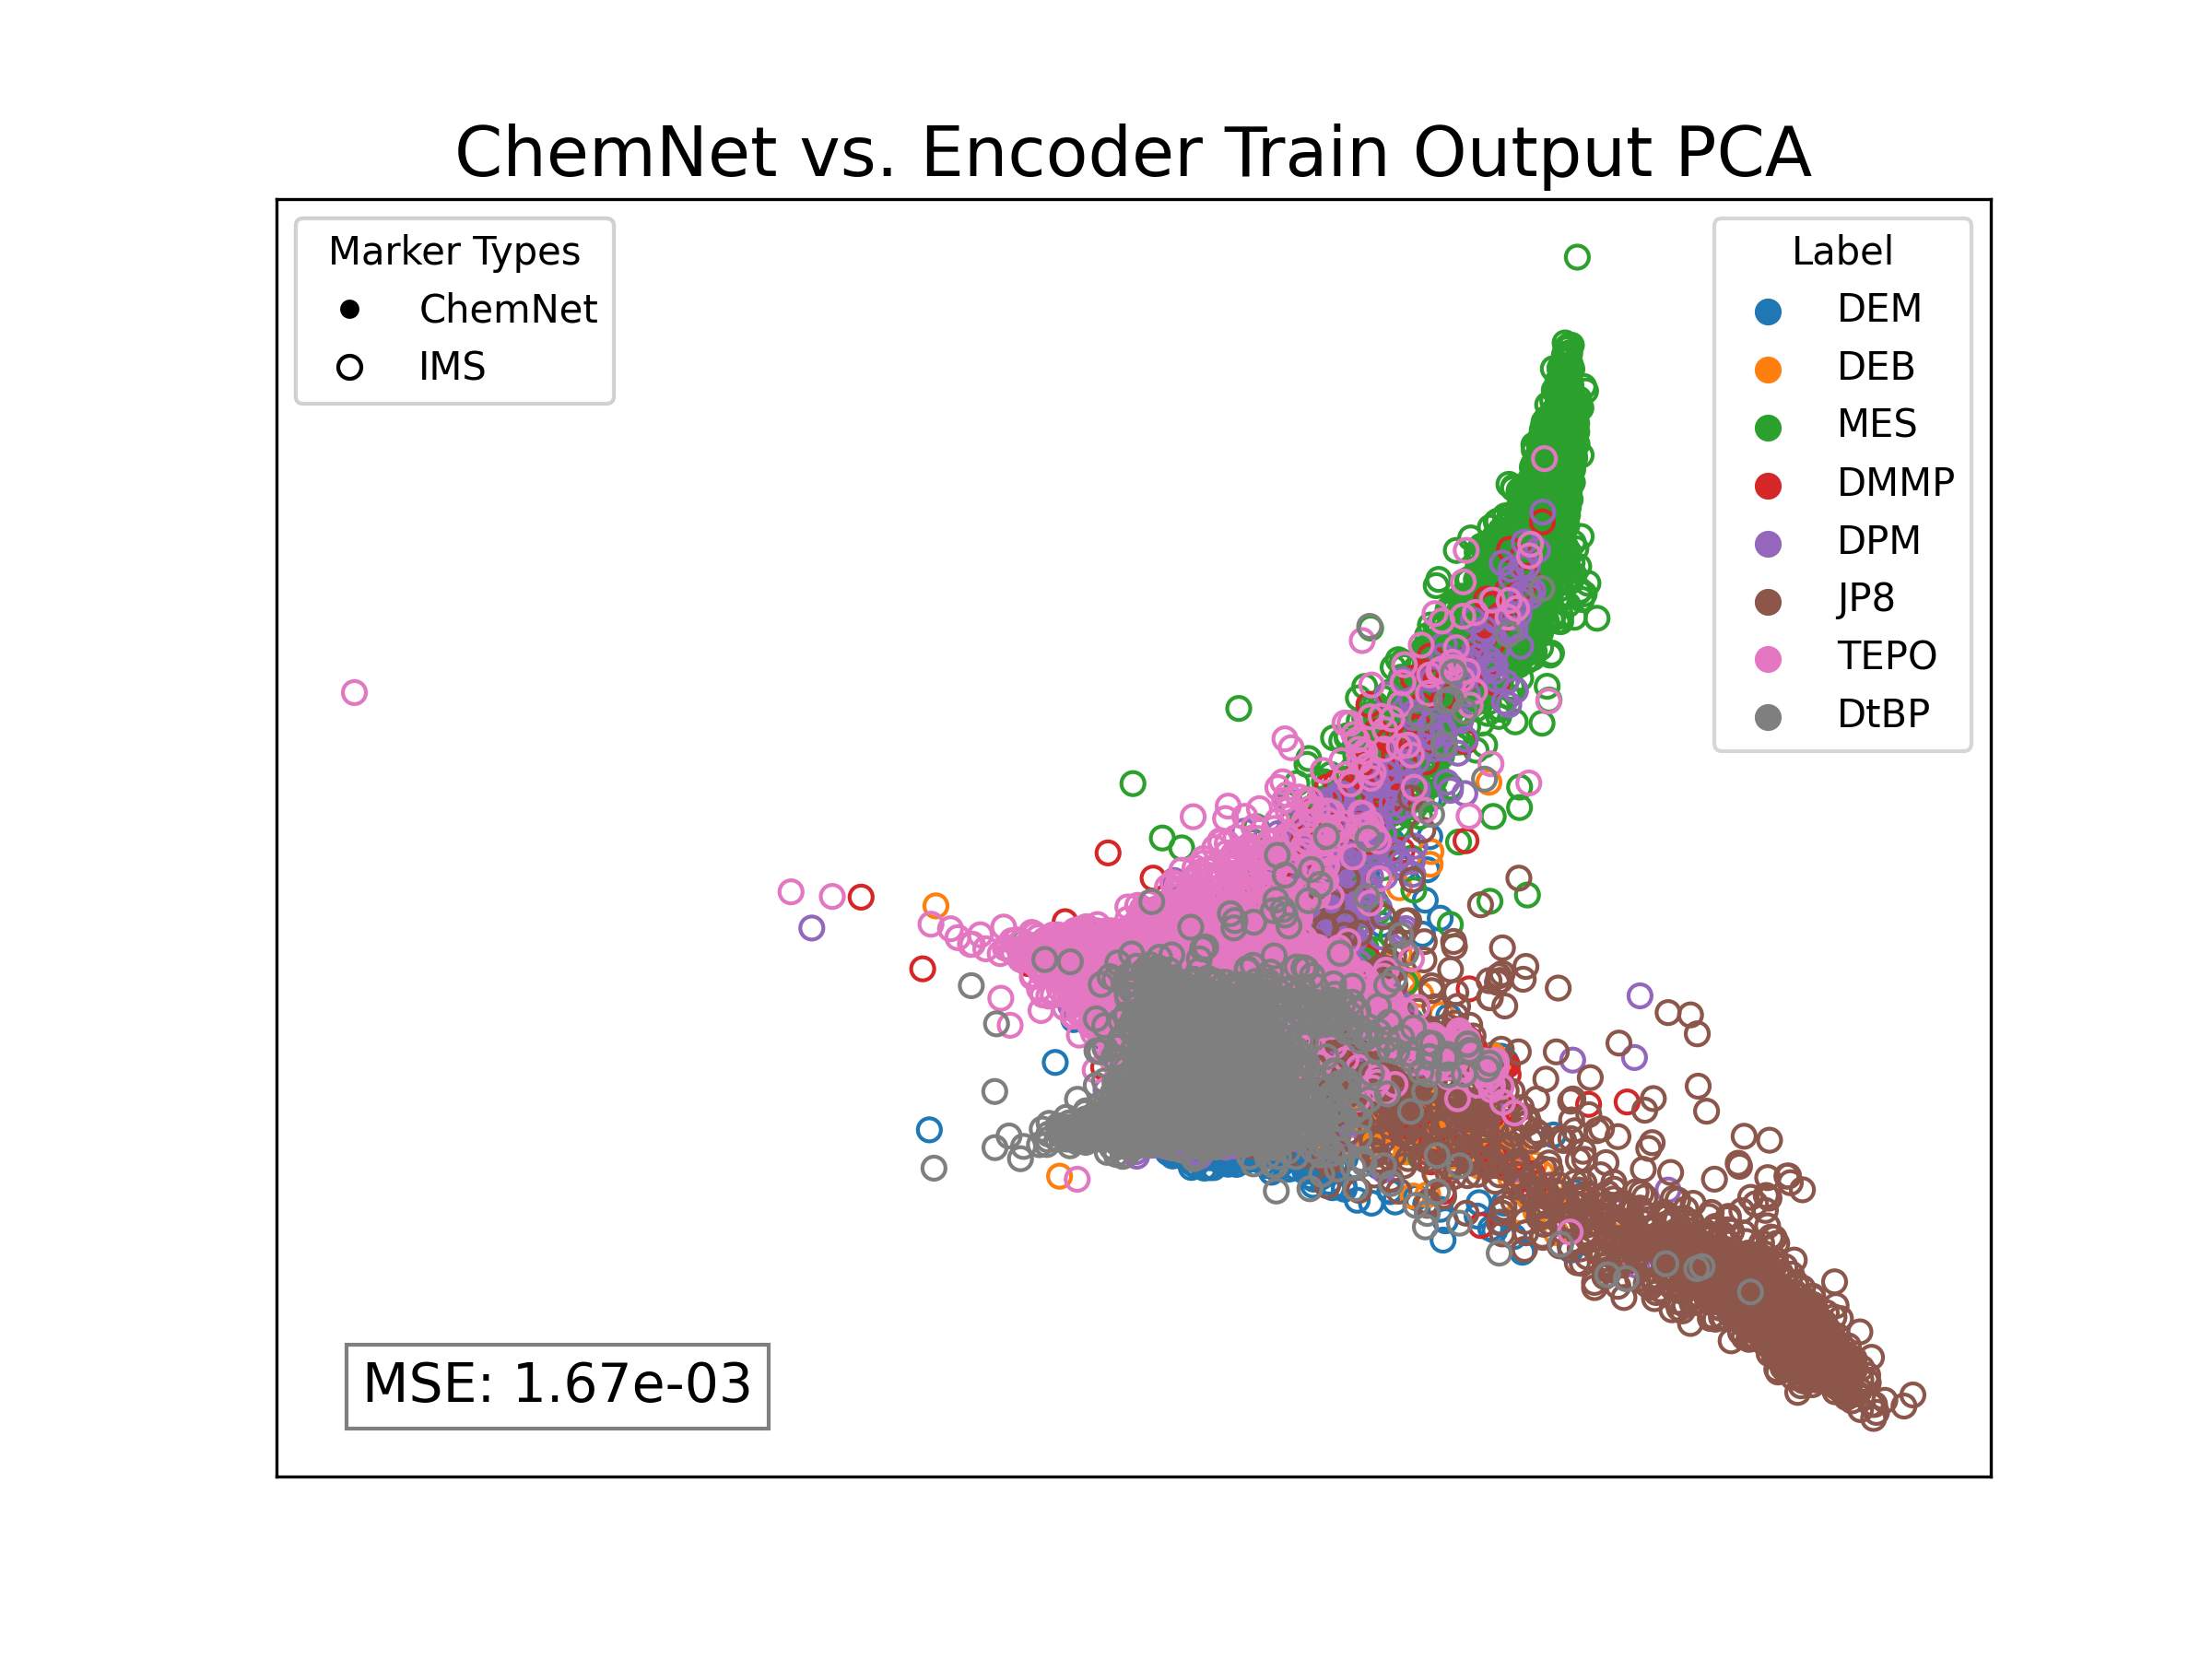 ChemNet vs. Encoder Train Output PCA
Marker Types
ChemNet
IMS
Label
DEM
DEB
MES
DMMP
DPM
JP8
TEPO
DtBP
MSE: 1.67e-03